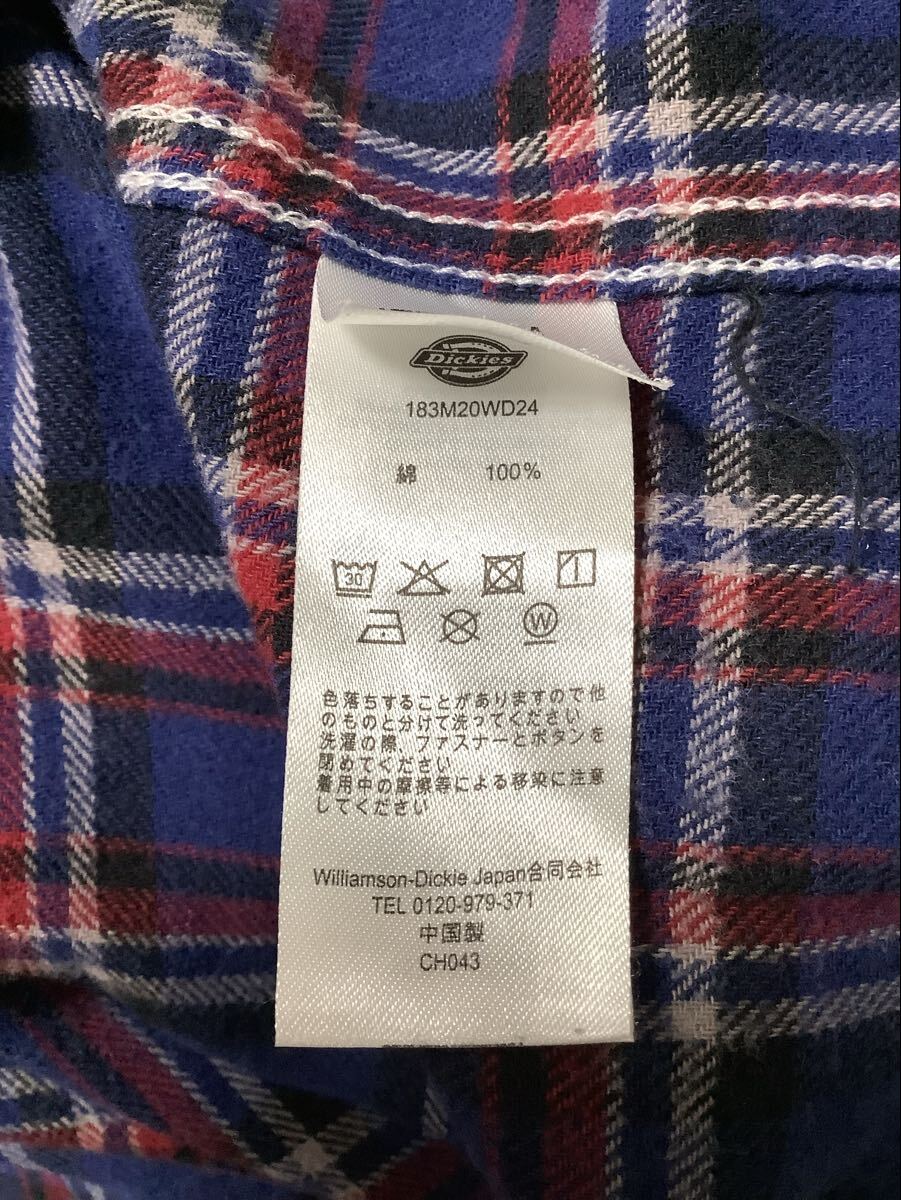 Dickies
183M20WD24
綿 100%
30
W
色落ちすることがありますので他
のものと分けて洗ってください
洗濯の際、ファスナーとボタンを
閉めてください
着用中の摩擦等による移染に注意
してください
Williamson-Dickie Japan合同会社
TEL 0120-979-371
中国製
CH043